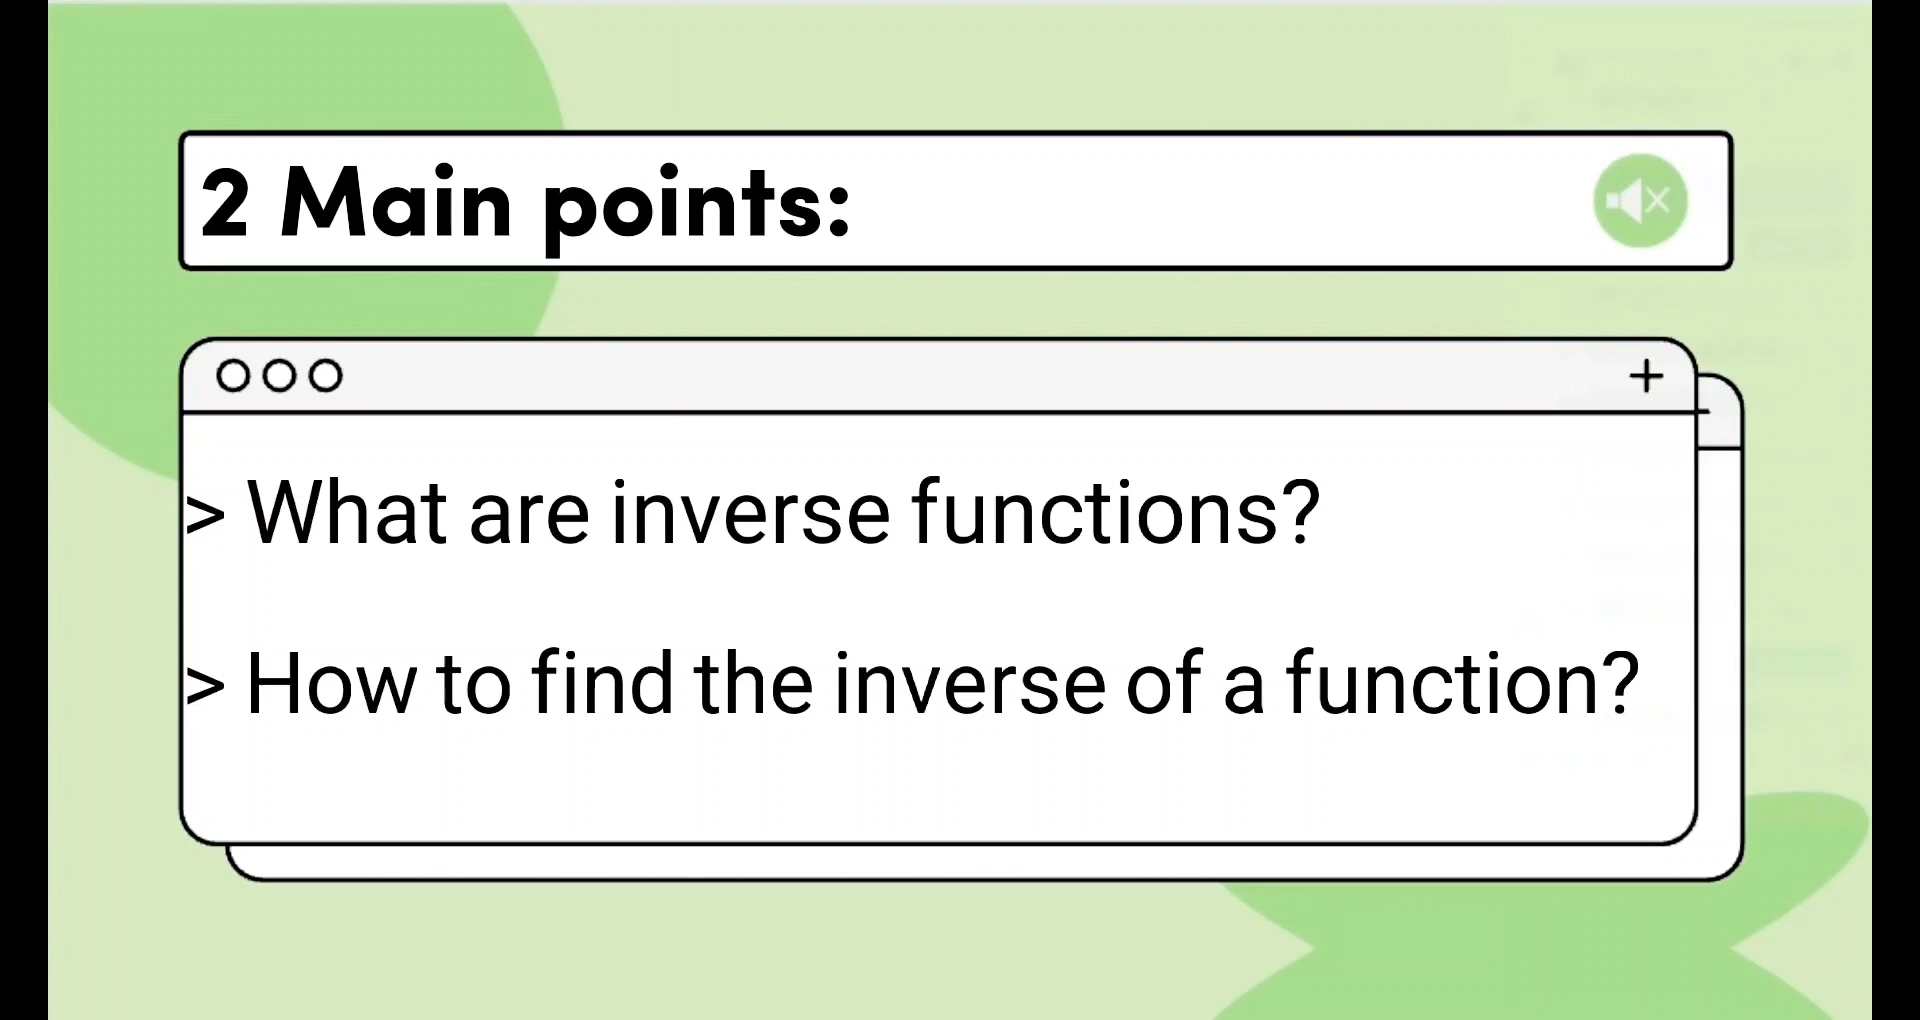 2 Main points:
> What are inverse functions?
> How to find the inverse of a function?